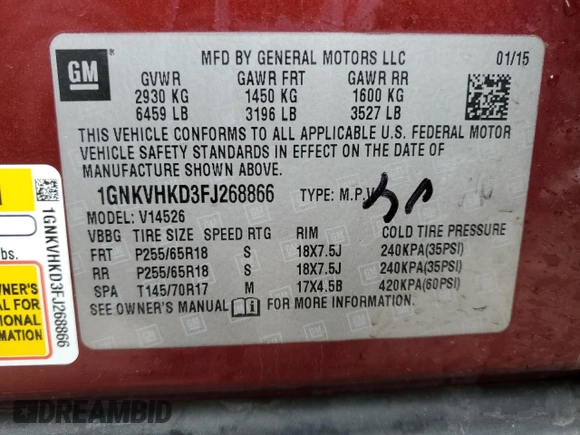 GM
MFD BY GENERAL MOTORS LLC 01/15
GVWR GAWR FRT GAWR RR
2930 KG 1450 KG 1600 KG
6459 LB 3196 LB 3527 LB
THIS VEHICLE CONFORMS TO ALL APPLICABLE U.S. FEDERAL MOTOR
VEHICLE SAFETY STANDARDS IN EFFECT ON THE DATE OF
MANUFACTURE SHOWN ABOVE.
1GNKVHKD3FJ268866 TYPE: M.P.V
MODEL: V14526
VBBG TIRE SIZE SPEED RTG RIM COLD TIRE PRESSURE
FRT P255/65R18 S 18X7.5J 240KPA(35PSI)
RR P255/65R18 S 18X7.5J 240KPA(35PSI)
SPA T145/70R17 M 17X4.5B 420KPA(60PSI)
SEE OWNER'S MANUAL FOR MORE INFORMATION
1GNKVHKD3FJ268866
lbs.
OWNER'S
AL FOR
IONAL
MATION
DREAMBID